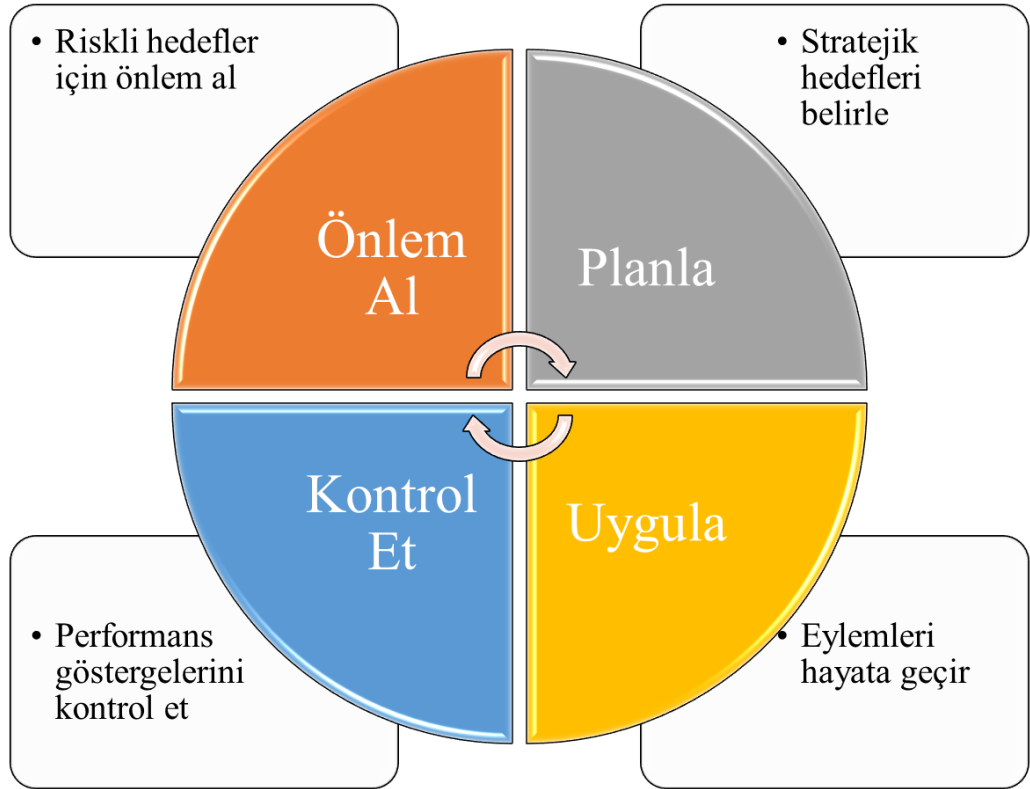 • Riskli hedefler
için önlem al
• Stratejik
hedefleri
belirle
Önlem
Al
Planla
Kontrol
Et
Uygula
• Performans
göstergelerini
kontrol et
• Eylemleri
hayata geçir